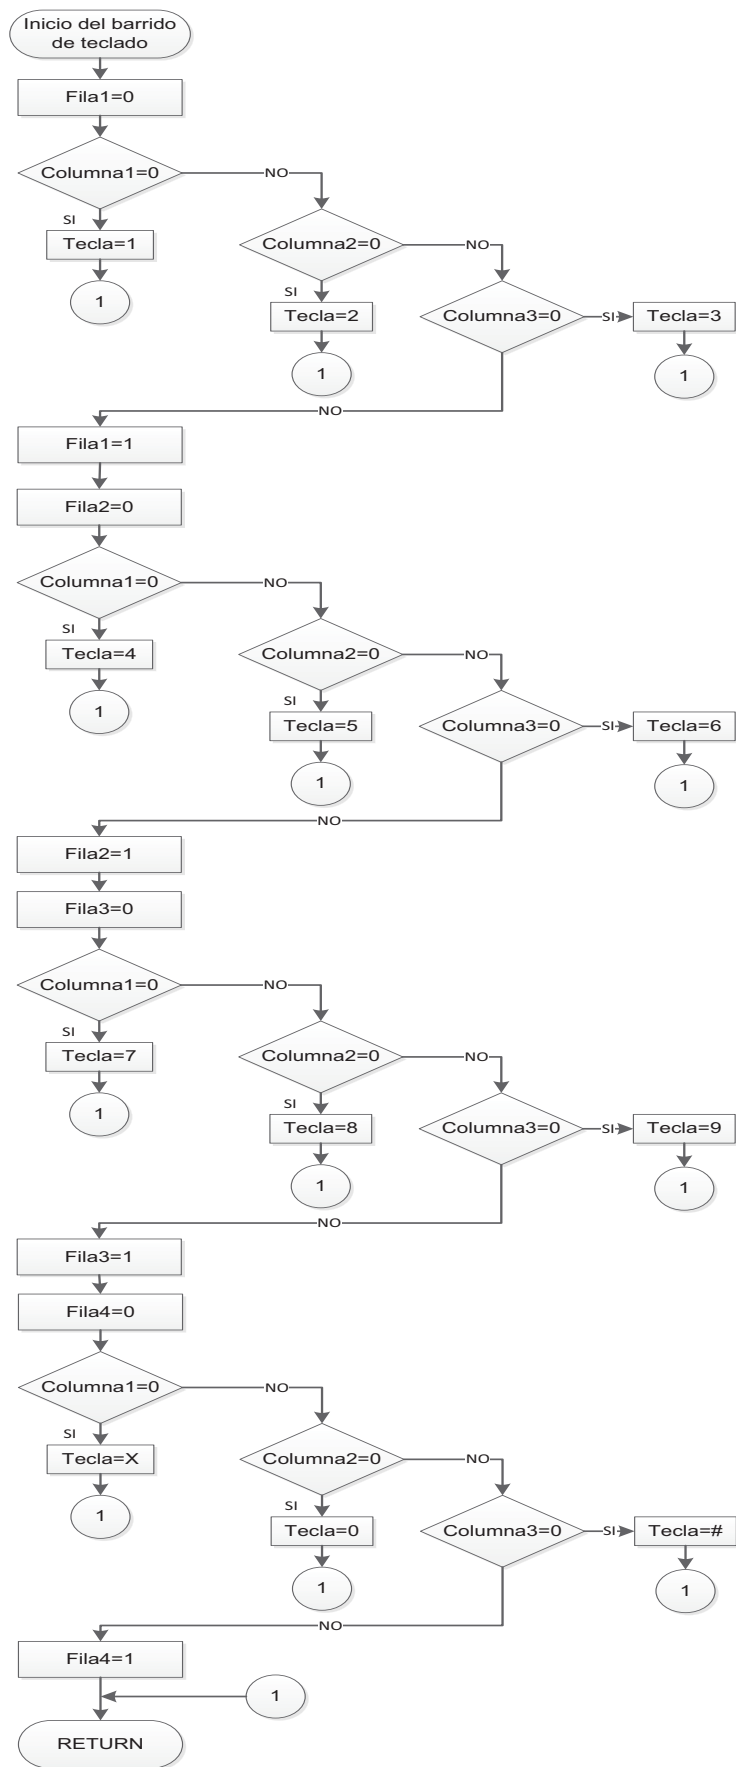 Inicio del barrido
de teclado
Fila1=0
Columna1=0
NO
SI
Tecla=1
1
Columna2=0
NO
SI
Tecla=2
1
Columna3=0
SI
Tecla=3
1
NO
Fila1=1
Fila2=0
Columna1=0
NO
SI
Tecla=4
1
Columna2=0
NO
SI
Tecla=5
1
Columna3=0
SI
Tecla=6
1
NO
Fila2=1
Fila3=0
Columna1=0
NO
SI
Tecla=7
1
Columna2=0
NO
SI
Tecla=8
1
Columna3=0
SI
Tecla=9
1
NO
Fila3=1
Fila4=0
Columna1=0
NO
SI
Tecla=X
1
Columna2=0
NO
SI
Tecla=0
1
Columna3=0
SI
Tecla=#
1
NO
Fila4=1
1
RETURN